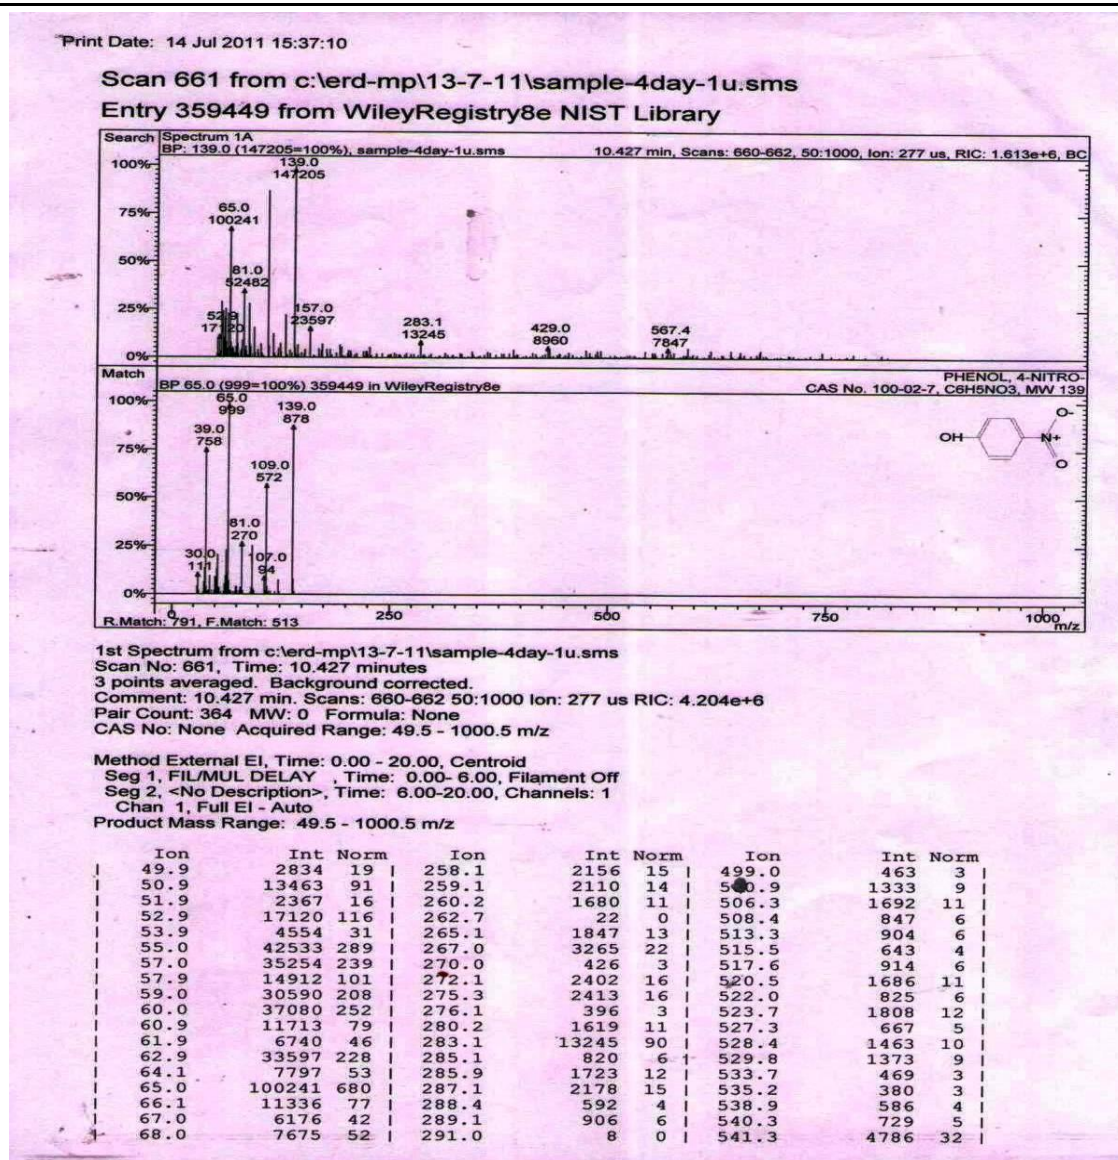 Print Date: 14 Jul 2011 15:37:10
Scan 661 from c:\erd-mp\13-7-11\sample-4day-1u.sms
Entry 359449 from WileyRegistry8e NIST Library
Search Spectrum 1A
BP: 139.0 (147205=100%), sample-4day-1u.sms 10.427 min, Scans: 660-662, 50:1000, Ion: 277 us, RIC: 1.613e+6, BC
100%
139.0
147205
75%
65.0
100241
50%
81.0
52482
25%
52.9
17120
157.0
23597
283.1
13245
429.0
8960
567.4
7847
0%
Match
BP 65.0 (999=100%) 359449 in WileyRegistry8e
PHENOL, 4-NITRO-
CAS No. 100-02-7, C6H5NO3, MW 139
100%
65.0
999
139.0
878
39.0
758
75%
109.0
572
50%
81.0
270
25%
30.0
111
107.0
94
0%
OH
N+
O-
O
0 250 500 750 1000
m/z
R.Match: 791, F.Match: 513
1st Spectrum from c:\erd-mp\13-7-11\sample-4day-1u.sms
Scan No: 661, Time: 10.427 minutes
3 points averaged. Background corrected.
Comment: 10.427 min. Scans: 660-662 50:1000 Ion: 277 us RIC: 4.204e+6
Pair Count: 364 MW: 0 Formula: None
CAS No: None Acquired Range: 49.5 - 1000.5 m/z
Method External EI, Time: 0.00 - 20.00, Centroid
Seg 1, FIL/MUL DELAY , Time: 0.00- 6.00, Filament Off
Seg 2, <No Description>, Time: 6.00-20.00, Channels: 1
Chan 1, Full EI - Auto
Product Mass Range: 49.5 - 1000.5 m/z
Ion Int Norm Ion Int Norm Ion Int Norm
| 49.9 2834 19 | 258.1 2156 15 | 499.0 463 3 |
| 50.9 13463 91 | 259.1 2110 14 | 1333 9 |
| 51.9 2367 16 | 260.2 1680 11 | 506.3 1692 11 |
| 52.9 17120 116 | 262.7 22 0 | 508.4 847 6 |
| 53.9 4554 31 | 265.1 1847 13 | 513.3 904 6 |
| 55.0 42533 289 | 267.0 3265 22 | 515.5 643 4 |
| 57.0 35254 239 | 270.0 426 3 | 517.6 914 6 |
| 57.9 14912 101 | 272.1 2402 16 | 520.5 1686 11 |
| 59.0 30590 208 | 275.3 2413 16 | 522.0 825 6 |
| 60.0 37080 252 | 276.1 396 3 | 523.7 1808 12 |
| 60.9 11713 79 | 280.2 1619 11 | 527.3 667 5 |
| 61.9 6740 46 | 283.1 13245 90 | 528.4 1463 10 |
| 62.9 33597 228 | 285.1 820 6 | 529.8 1373 9 |
| 64.1 7797 53 | 285.9 1723 12 | 533.7 469 3 |
| 65.0 100241 680 | 287.1 2178 15 | 535.2 380 3 |
| 66.1 11336 77 | 288.4 592 4 | 538.9 586 4 |
| 67.0 6176 42 | 289.1 906 6 | 540.3 729 5 |
| 68.0 7675 52 | 291.0 8 0 | 541.3 4786 32 |